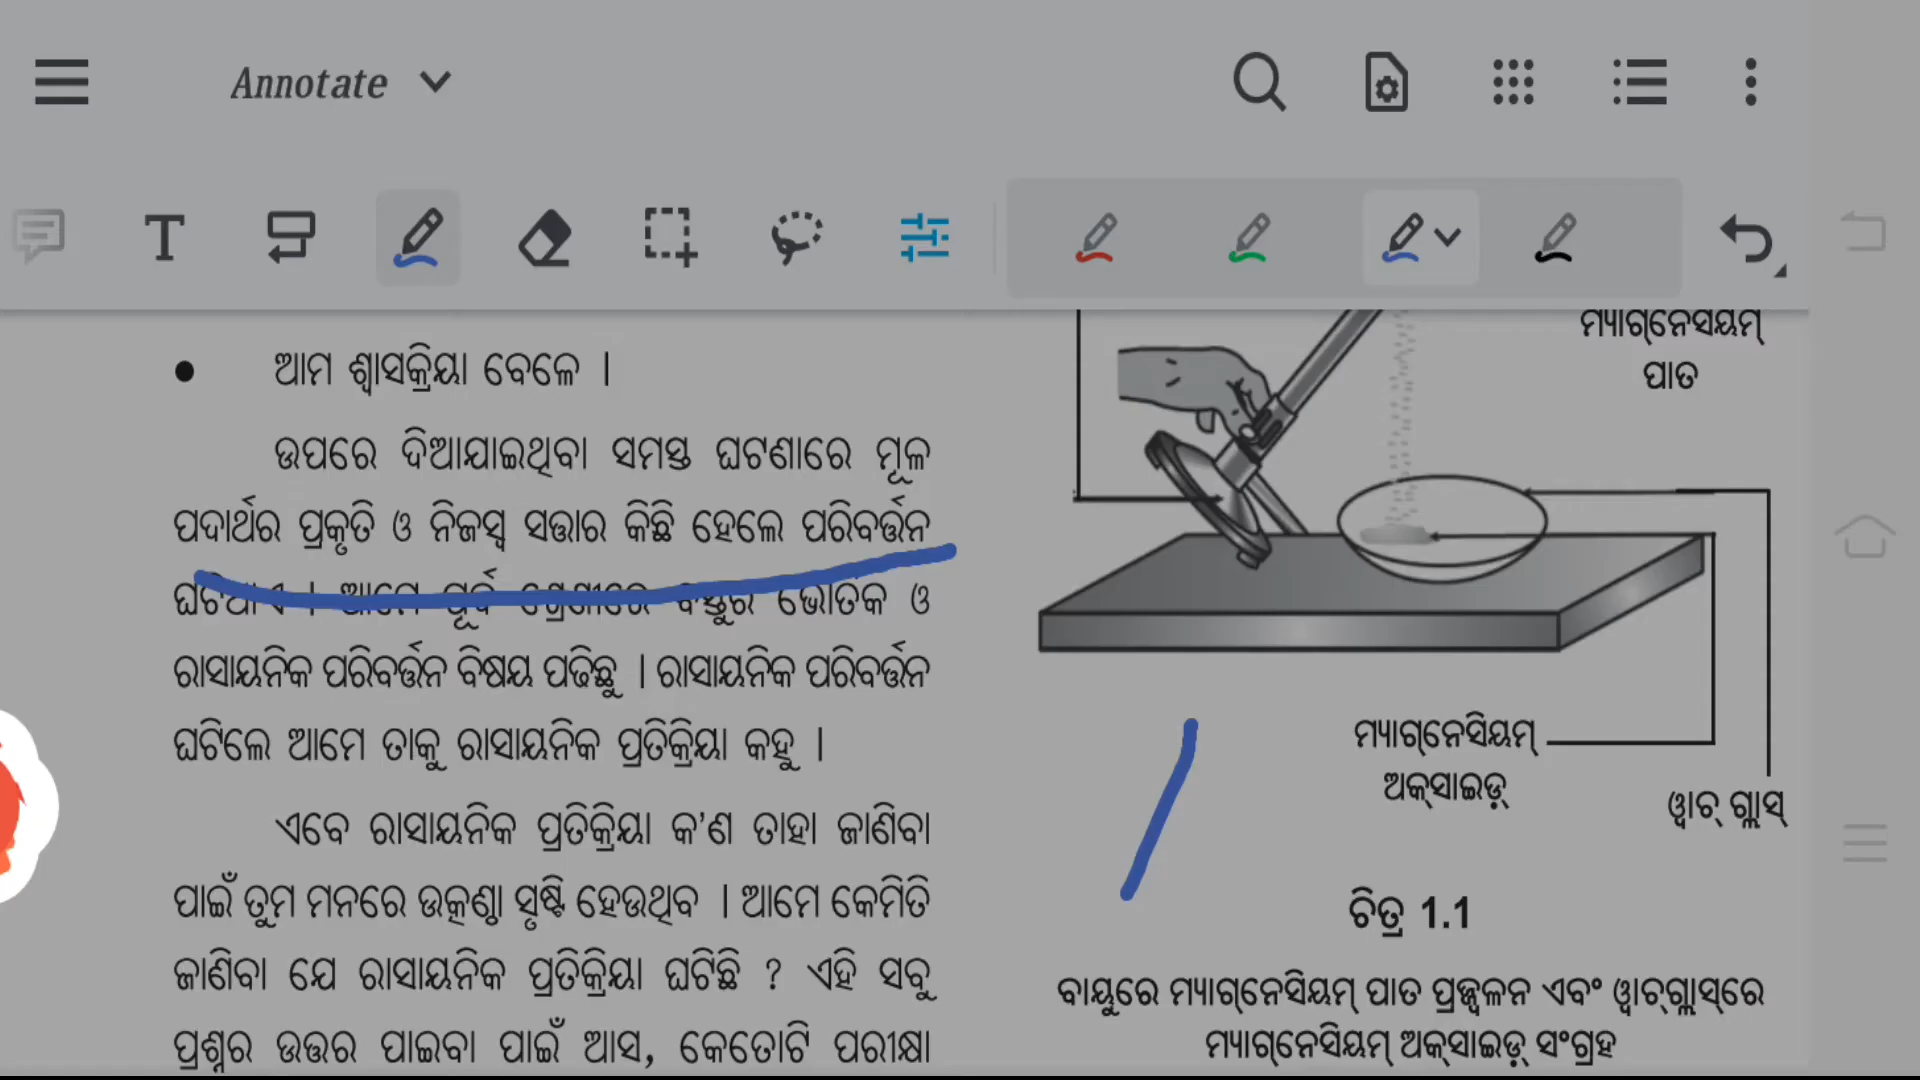 Annotate
T
• ଆମ ଶ୍ୱାସକ୍ରିୟା ବେଳେ ।
ଉପରେ ଦିଆଯାଇଥିବା ସମସ୍ତ ଘଟଣାରେ ମୂଳ
ପଦାର୍ଥର ପ୍ରକୃତି ଓ ନିଜସ୍ୱ ସତ୍ତାର କିଛି ହେଲେ ପରିବର୍ତ୍ତନ
ଘଟିଥାଏ । ଆମେ ପୂର୍ବ ଶ୍ରେଣୀରେ ବସ୍ତୁର ଭୌତିକ ଓ
ରାସାୟନିକ ପରିବର୍ତ୍ତନ ବିଷୟ ପଢିଛୁ । ରାସାୟନିକ ପରିବର୍ତ୍ତନ
ଘଟିଲେ ଆମେ ତାକୁ ରାସାୟନିକ ପ୍ରତିକ୍ରିୟା କହୁ ।
ଏବେ ରାସାୟନିକ ପ୍ରତିକ୍ରିୟା କ'ଣ ତାହା ଜାଣିବା
ପାଇଁ ତୁମ ମନରେ ଉତ୍କଣ୍ଠା ସୃଷ୍ଟି ହେଉଥିବ । ଆମେ କେମିତି
ଜାଣିବା ଯେ ରାସାୟନିକ ପ୍ରତିକ୍ରିୟା ଘଟିଛି ? ଏହି ସବୁ
ପ୍ରଶ୍ନର ଉତ୍ତର ପାଇବା ପାଇଁ ଆସ, କେତୋଟି ପରୀକ୍ଷା
ମ୍ୟାଗ୍‌ନେସିୟମ୍
ପାତ
ମ୍ୟାଗ୍‌ନେସିୟମ୍
ଅକ୍‌ସାଇଡ଼୍
ୱାଚ୍ ଗ୍ଲାସ୍
ଚିତ୍ର 1.1
ବାୟୁରେ ମ୍ୟାଗ୍‌ନେସିୟମ୍ ପାତ ପ୍ରଜ୍ଜ୍ୱଳନ ଏବଂ ୱାଚ୍‌ଗ୍ଲାସ୍‌ରେ
ମ୍ୟାଗ୍‌ନେସିୟମ୍ ଅକ୍‌ସାଇଡ଼୍ ସଂଗ୍ରହ